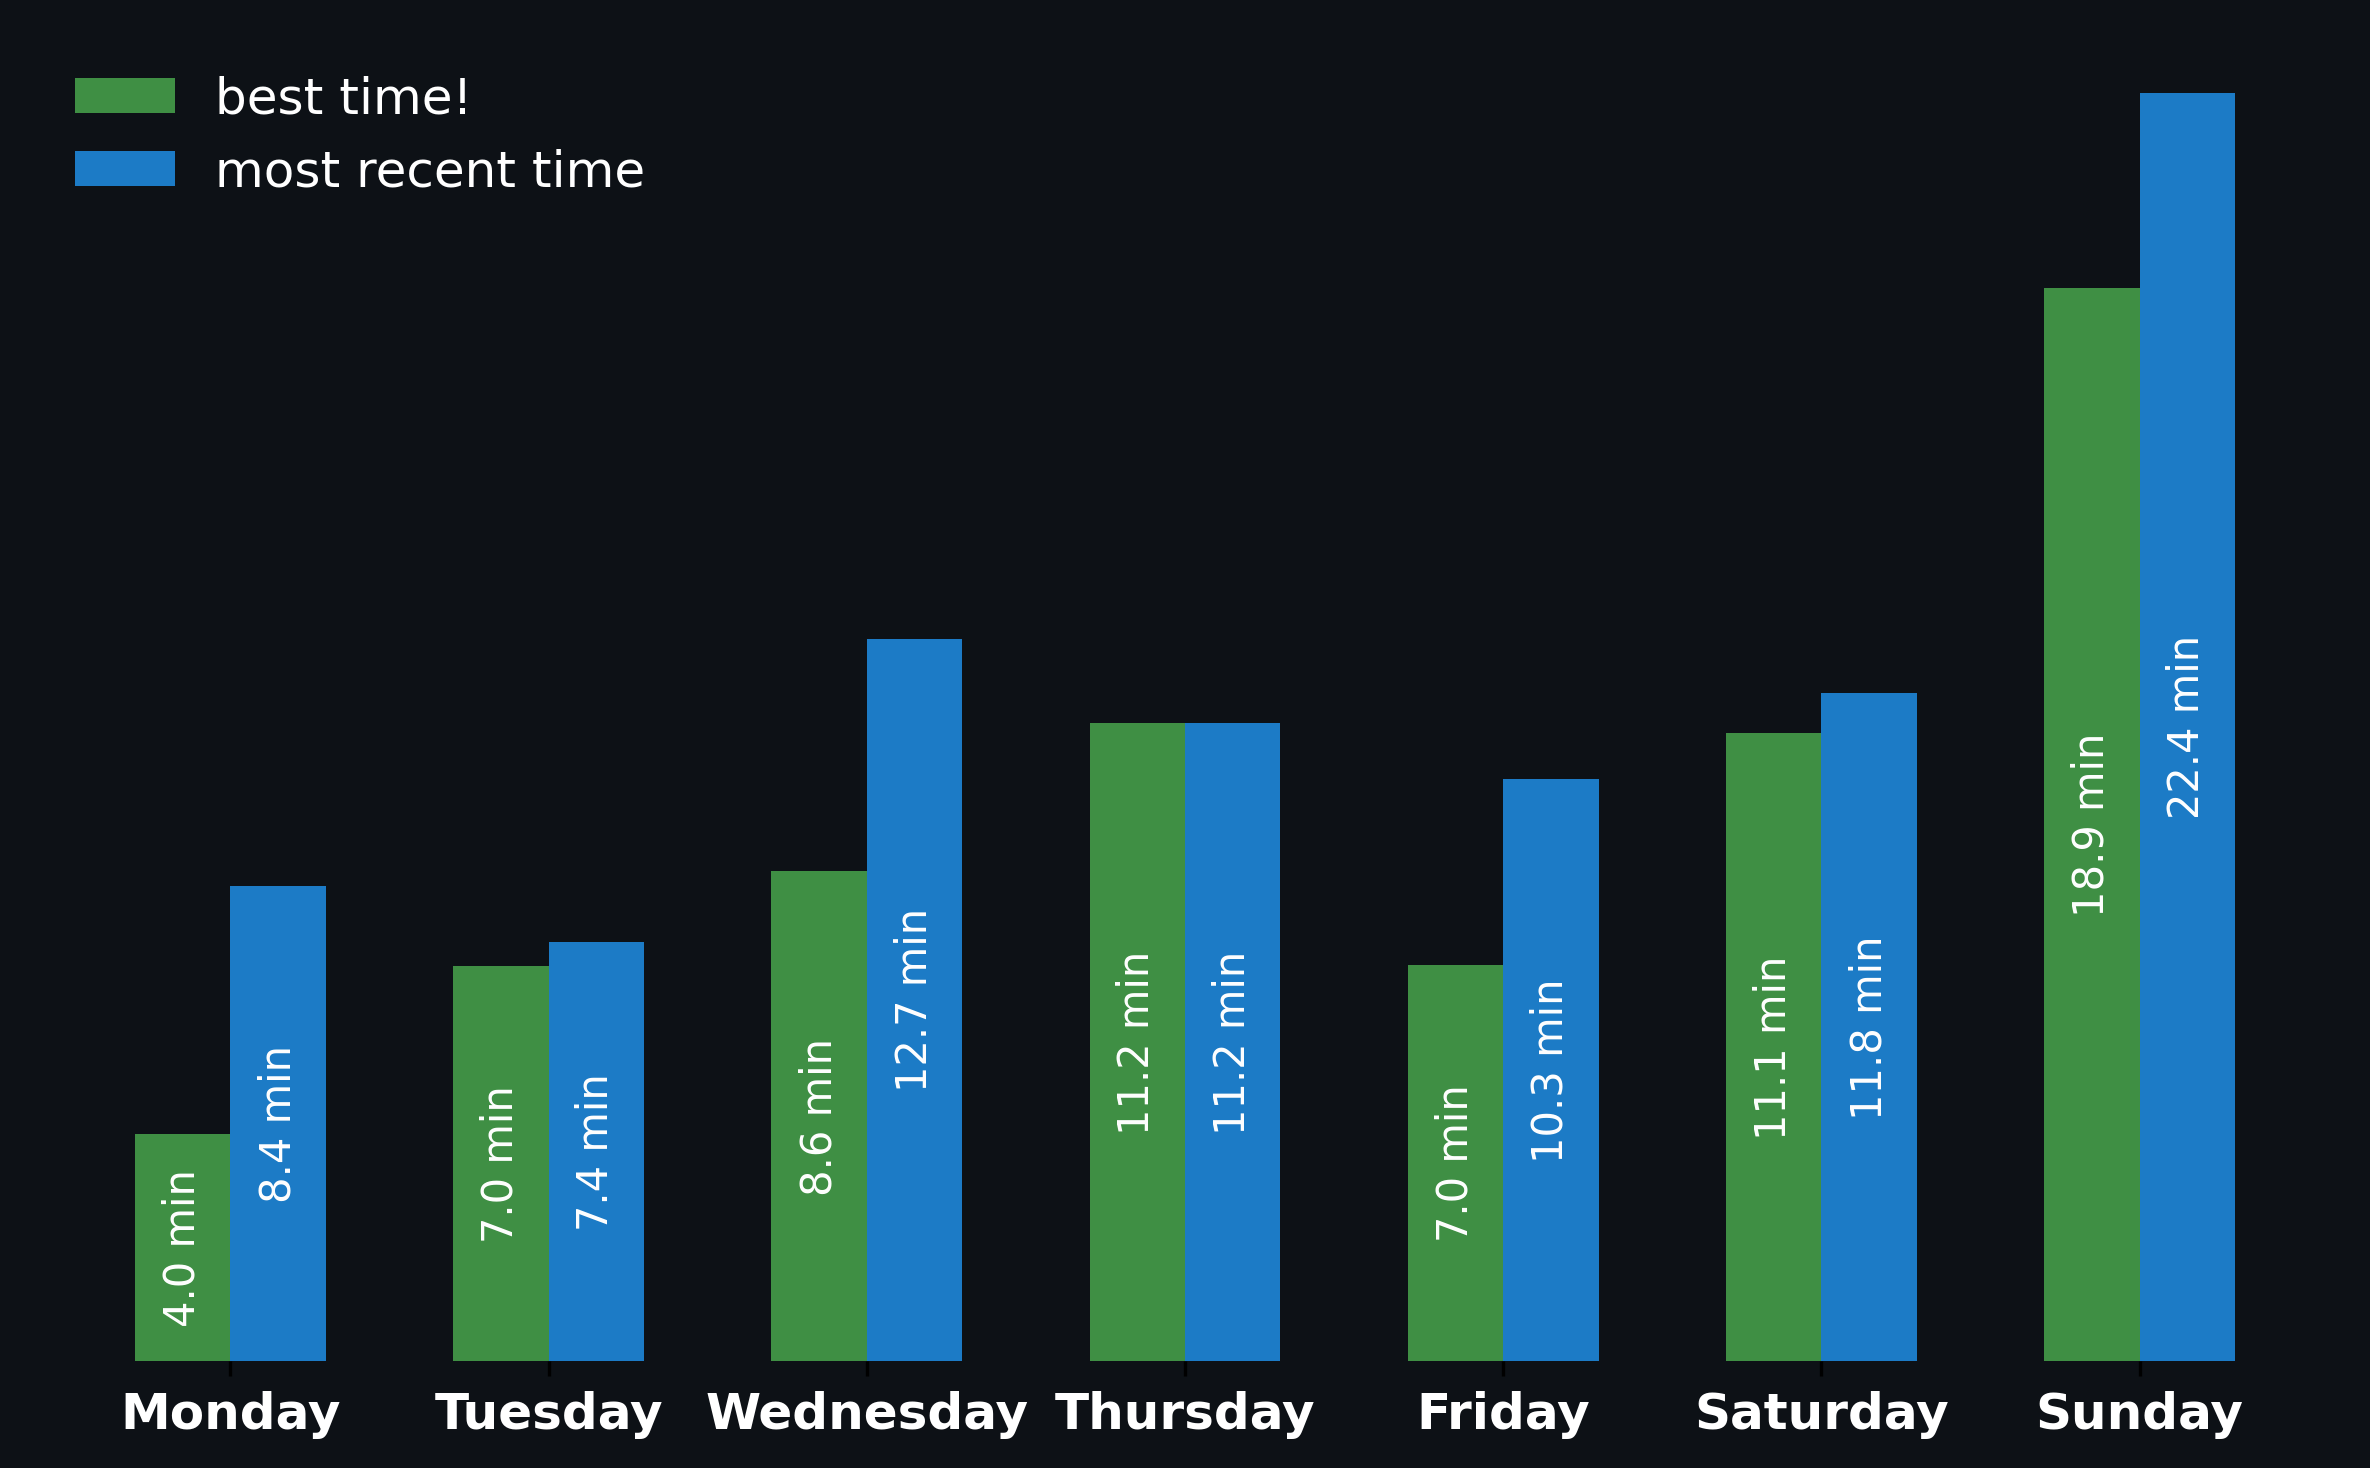 best time!
most recent time
4.0 min
8.4 min
7.0 min
7.4 min
8.6 min
12.7 min
11.2 min
11.2 min
7.0 min
10.3 min
11.1 min
11.8 min
18.9 min
22.4 min
Monday
Tuesday
Wednesday
Thursday
Friday
Saturday
Sunday